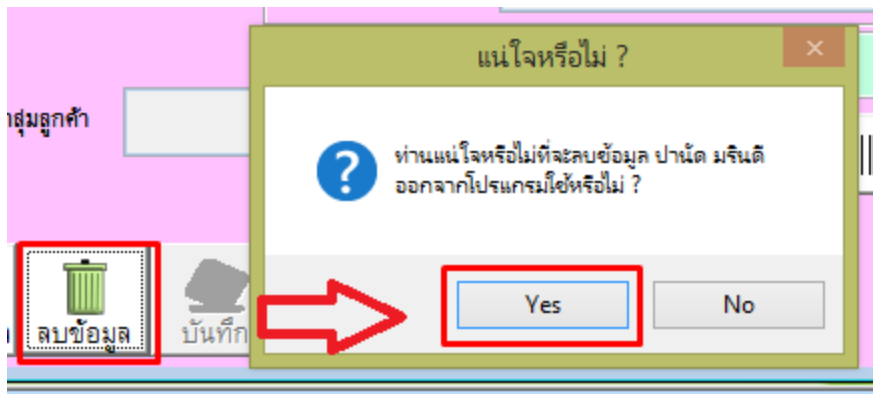 แน่ใจหรือไม่ ?
ท่านแน่ใจหรือไม่ที่จะลบข้อมูล ปานัด มรินดี
ออกจากโปรแกรมใช้หรือไม่ ?
Yes
No
ลูกค้า
ลบข้อมูล
บันทึก